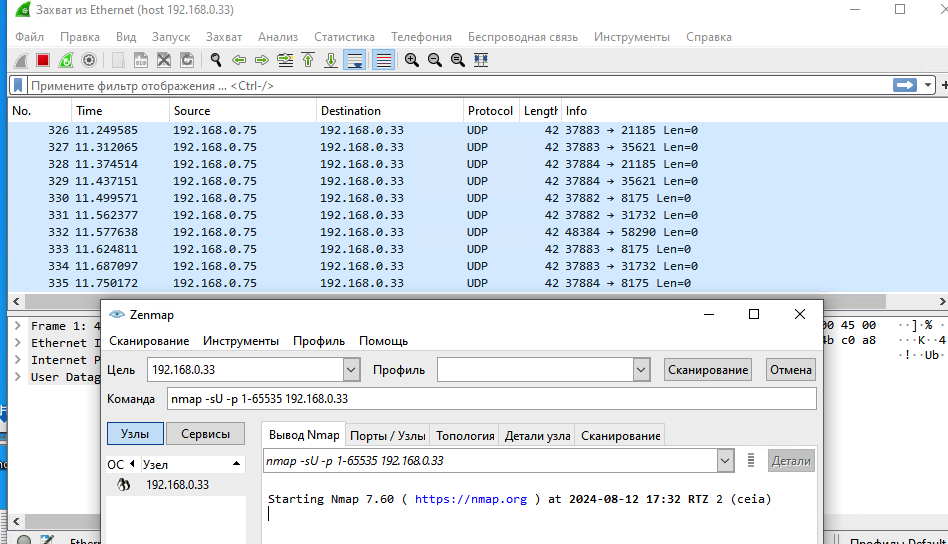 Захват из Ethernet (host 192.168.0.33)
Файл Правка Вид Запуск Захват Анализ Статистика Телефония Беспроводная связь Инструменты Справка
Примените фильтр отображения ... <Ctrl-/>
No. Time Source Destination Protocol Length Info
326 11.249585 192.168.0.75 192.168.0.33 UDP 42 37883 → 21185 Len=0
327 11.312065 192.168.0.75 192.168.0.33 UDP 42 37883 → 35621 Len=0
328 11.374514 192.168.0.75 192.168.0.33 UDP 42 37884 → 21185 Len=0
329 11.437151 192.168.0.75 192.168.0.33 UDP 42 37884 → 35621 Len=0
330 11.499571 192.168.0.75 192.168.0.33 UDP 42 37882 → 8175 Len=0
331 11.562377 192.168.0.75 192.168.0.33 UDP 42 37882 → 31732 Len=0
332 11.577638 192.168.0.75 192.168.0.33 UDP 42 48384 → 58290 Len=0
333 11.624811 192.168.0.75 192.168.0.33 UDP 42 37883 → 8175 Len=0
334 11.687097 192.168.0.75 192.168.0.33 UDP 42 37883 → 31732 Len=0
335 11.750172 192.168.0.75 192.168.0.33 UDP 42 37884 → 8175 Len=0
Frame 1: 4
Ethernet I
Internet P
User Datag
00 45 00 ··]·% ·
4b c0 a8 ···K··4
·!··Ub·
Zenmap
Сканирование Инструменты Профиль Помощь
Цель 192.168.0.33 Профиль Сканирование Отмена
Команда nmap -sU -p 1-65535 192.168.0.33
Узлы Сервисы Вывод Nmap Порты / Узлы Топология Детали узла Сканирование
nmap -sU -p 1-65535 192.168.0.33 Детали
ОС Узел
192.168.0.33
Starting Nmap 7.60 ( https://nmap.org ) at 2024-08-12 17:32 RTZ 2 (ceia)
Профиль: Default